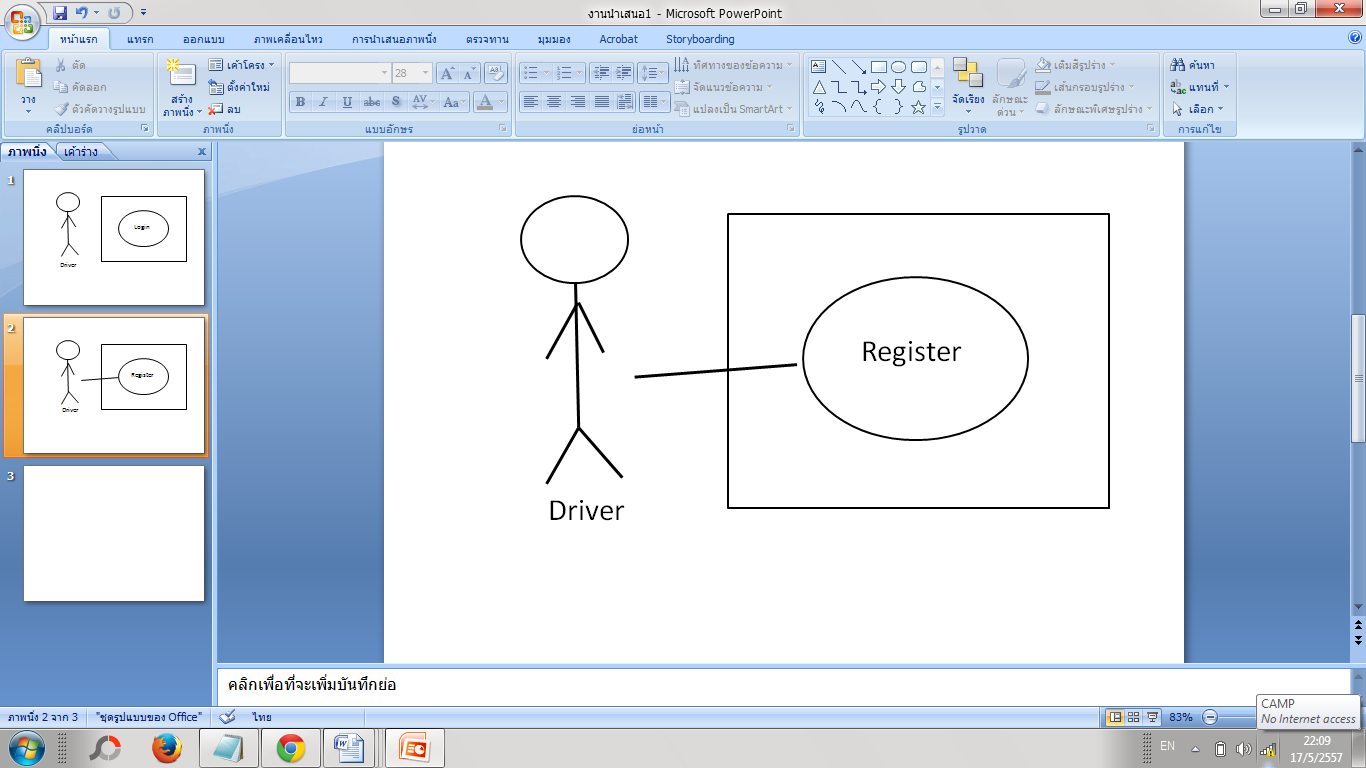 งานนำเสนอ1 - Microsoft PowerPoint
หน้าแรก แทรก ออกแบบ ภาพเคลื่อนไหว การนำเสนอภาพนิ่ง ตรวจทาน มุมมอง Acrobat Storyboarding
วาง
ตัด
คัดลอก
ตัวคัดวางรูปแบบ
คลิปบอร์ด
สร้าง
ภาพนิ่ง
เค้าโครง
ตั้งค่าใหม่
ลบ
ภาพนิ่ง
28
B I U abc S AV Aa A
แบบอักษร
ทิศทางของข้อความ
จัดแนวข้อความ
แปลงเป็น SmartArt
ย่อหน้า
จัดเรียง
ลักษณะ
ด่วน
เติมสีรูปร่าง
เส้นกรอบรูปร่าง
ลักษณะพิเศษรูปร่าง
รูปวาด
ค้นหา
แทนที่
เลือก
การแก้ไข
ภาพนิ่ง เค้าร่าง x
1
Login
Driver
2
Register
Driver
3
Register
Driver
คลิกเพื่อที่จะเพิ่มบันทึกย่อ
ภาพนิ่ง 2 จาก 3 "ชุดรูปแบบของ Office" ไทย 83%
CAMP
No Internet access
EN 22:09
17/5/2557